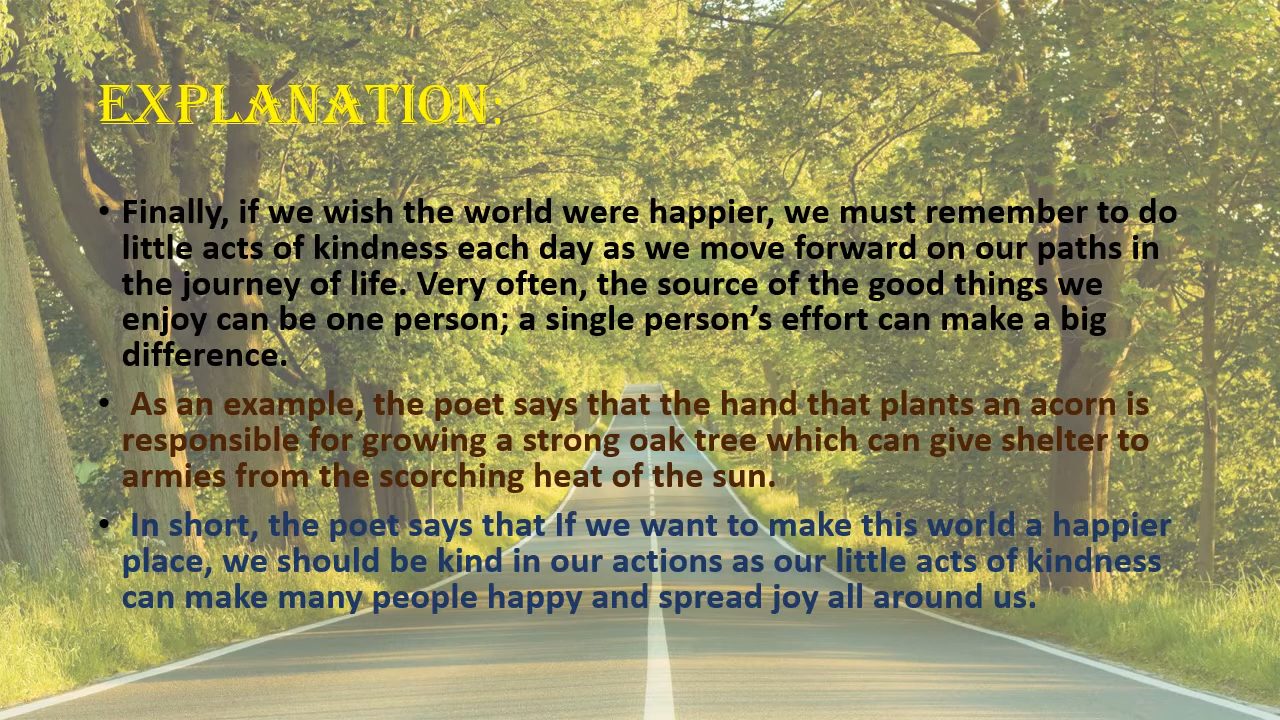 EXPLANATION:
• Finally, if we wish the world were happier, we must remember to do
little acts of kindness each day as we move forward on our paths in
the journey of life. Very often, the source of the good things we
enjoy can be one person; a single person’s effort can make a big
difference.
• As an example, the poet says that the hand that plants an acorn is
responsible for growing a strong oak tree which can give shelter to
armies from the scorching heat of the sun.
• In short, the poet says that If we want to make this world a happier
place, we should be kind in our actions as our little acts of kindness
can make many people happy and spread joy all around us.